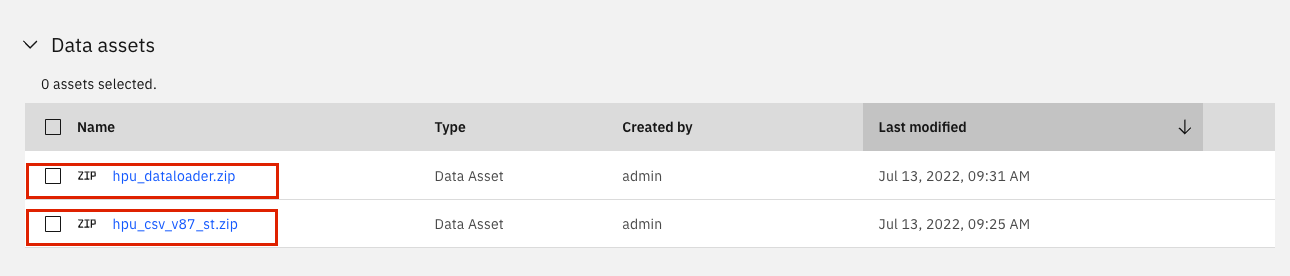 Data assets
0 assets selected.
Name Type Created by Last modified
ZIP hpu_dataloader.zip Data Asset admin Jul 13, 2022, 09:31 AM
ZIP hpu_csv_v87_st.zip Data Asset admin Jul 13, 2022, 09:25 AM